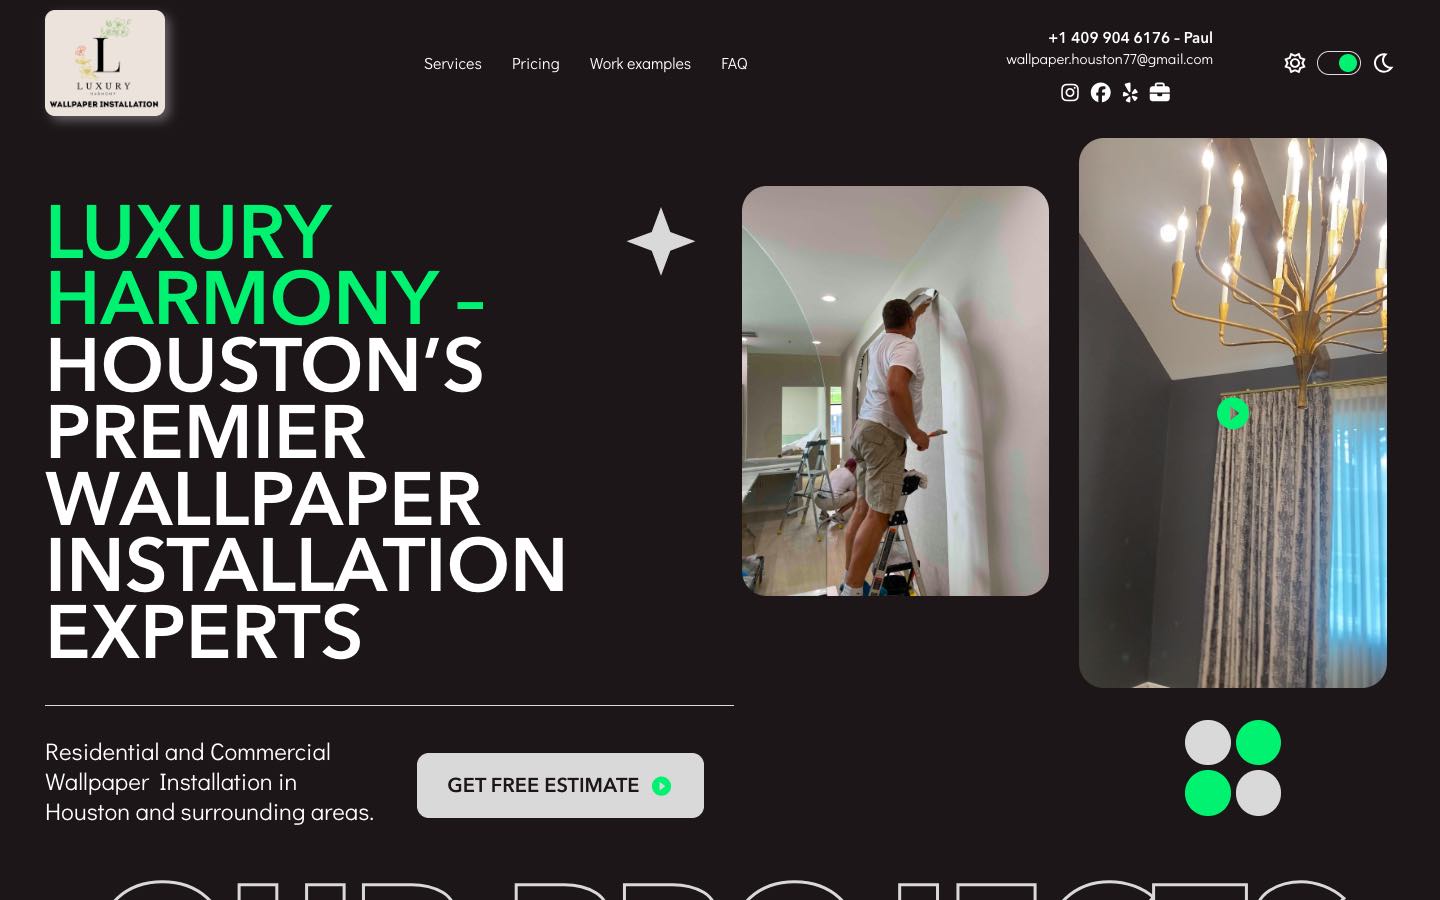 L
LUXURY
HARMONY
WALLPAPER INSTALLATION
Services
Pricing
Work examples
FAQ
+1 409 904 6176 - Paul
wallpaper.houston77@gmail.com
LUXURY
HARMONY –
HOUSTON’S
PREMIER
WALLPAPER
INSTALLATION
EXPERTS
Residential and Commercial
Wallpaper  Installation in
Houston and surrounding areas.
GET FREE ESTIMATE
OUR PROJECTS